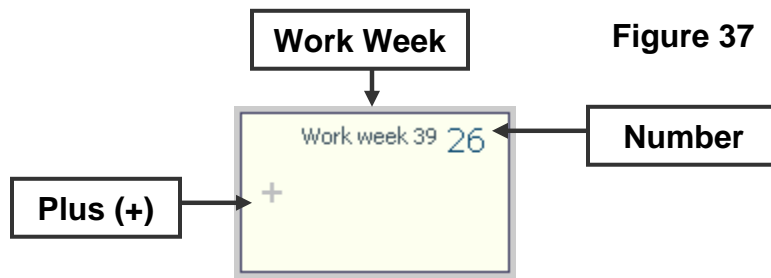 Work Week
Figure 37
Work week 39 26
Number
+
Plus (+)